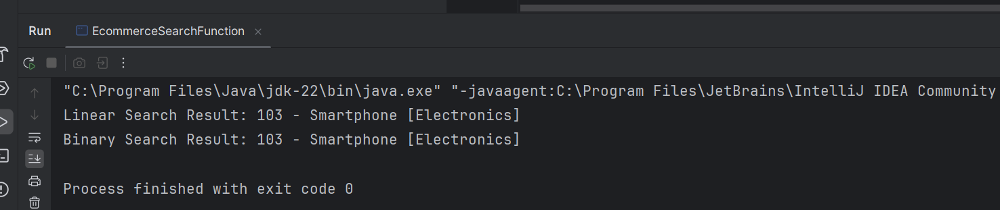 Run EcommerceSearchFunction
"C:\Program Files\Java\jdk-22\bin\java.exe" "-javaagent:C:\Program Files\JetBrains\IntelliJ IDEA Community
Linear Search Result: 103 - Smartphone [Electronics]
Binary Search Result: 103 - Smartphone [Electronics]
Process finished with exit code 0